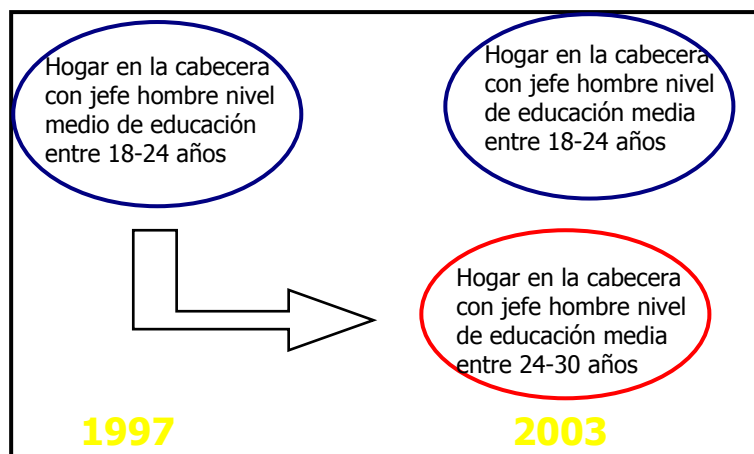 Hogar en la cabecera
con jefe hombre nivel
medio de educación
entre 18-24 años
Hogar en la cabecera
con jefe hombre nivel
de educación media
entre 18-24 años
Hogar en la cabecera
con jefe hombre nivel
de educación media
entre 24-30 años
1997
2003